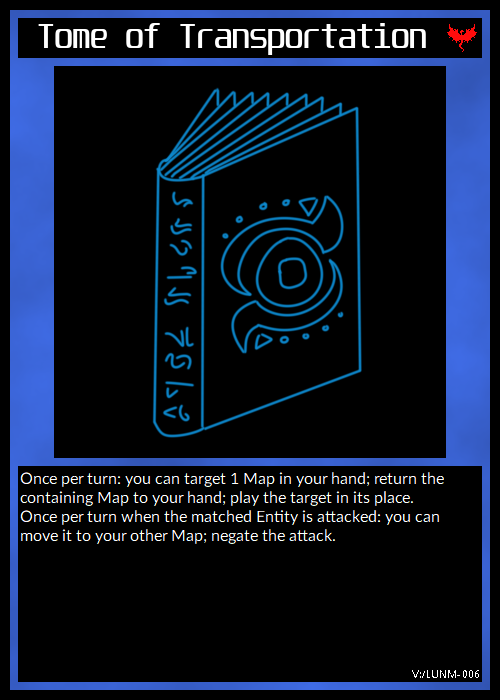 Tome of Transportation
Once per turn: you can target 1 Map in your hand; return the
containing Map to your hand; play the target in its place.
Once per turn when the matched Entity is attacked: you can
move it to your other Map; negate the attack.
V:/LUNM-006